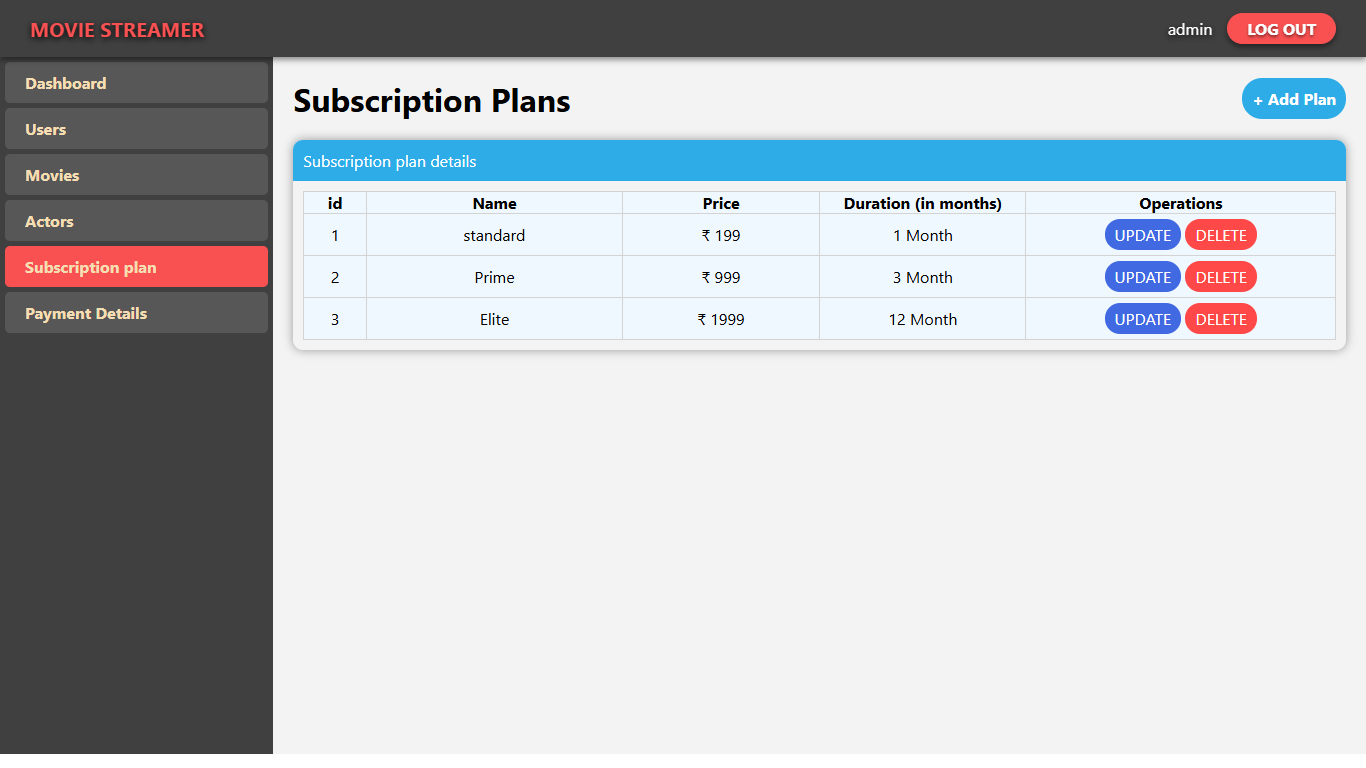 MOVIE STREAMER
admin LOG OUT
Dashboard
Users
Movies
Actors
Subscription plan
Payment Details
Subscription Plans
+ Add Plan
Subscription plan details
id Name Price Duration (in months) Operations
1 standard ₹ 199 1 Month UPDATE DELETE
2 Prime ₹ 999 3 Month UPDATE DELETE
3 Elite ₹ 1999 12 Month UPDATE DELETE